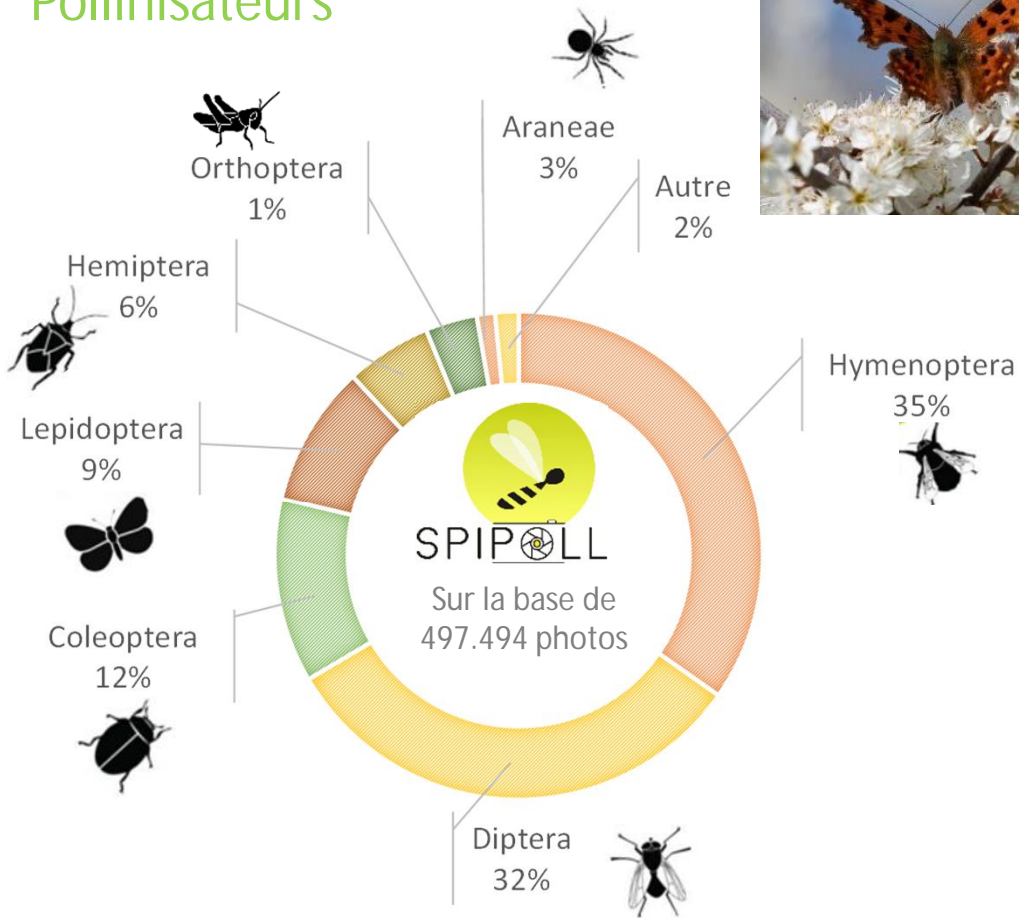 Pollinisateurs
Araneae
3%
Orthoptera
1%
Autre
2%
Hemiptera
6%
Hymenoptera
35%
Lepidoptera
9%
SPIPOLL
Sur la base de
497.494 photos
Coleoptera
12%
Diptera
32%